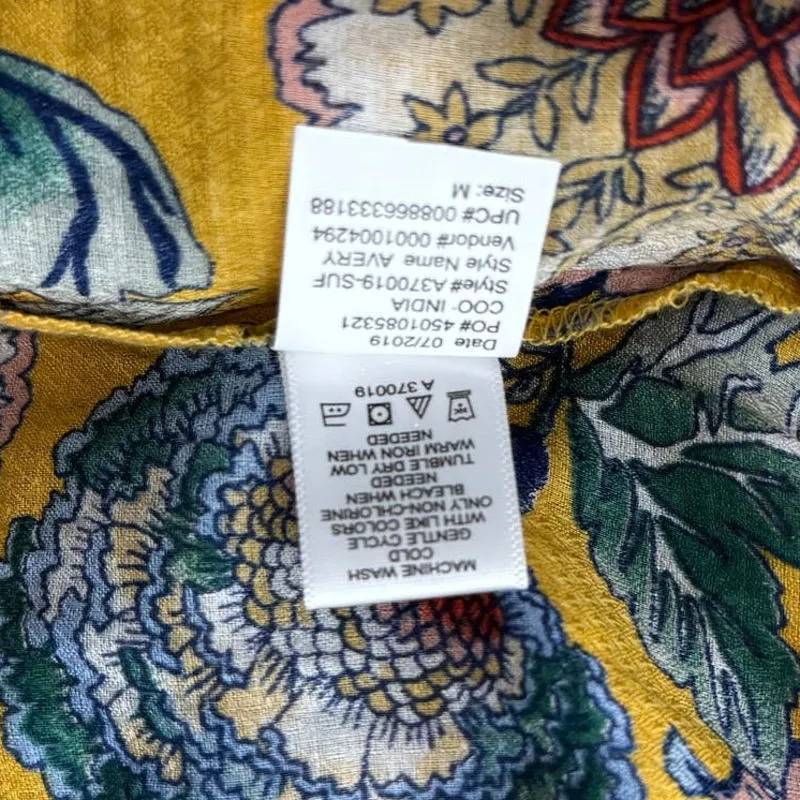 Date 07/2019
PO# 4501085321
COO- INDIA
Style#A370019-SUF
Style Name AVERY
Vendor# 0001004294
UPC# 008866333188
Size: M
MACHINE WASH
COLD
GENTLE CYCLE
WITH LIKE COLORS
ONLY NON-CHLORINE
BLEACH WHEN
NEEDED
TUMBLE DRY LOW
WARM IRON WHEN
NEEDED
A 370019